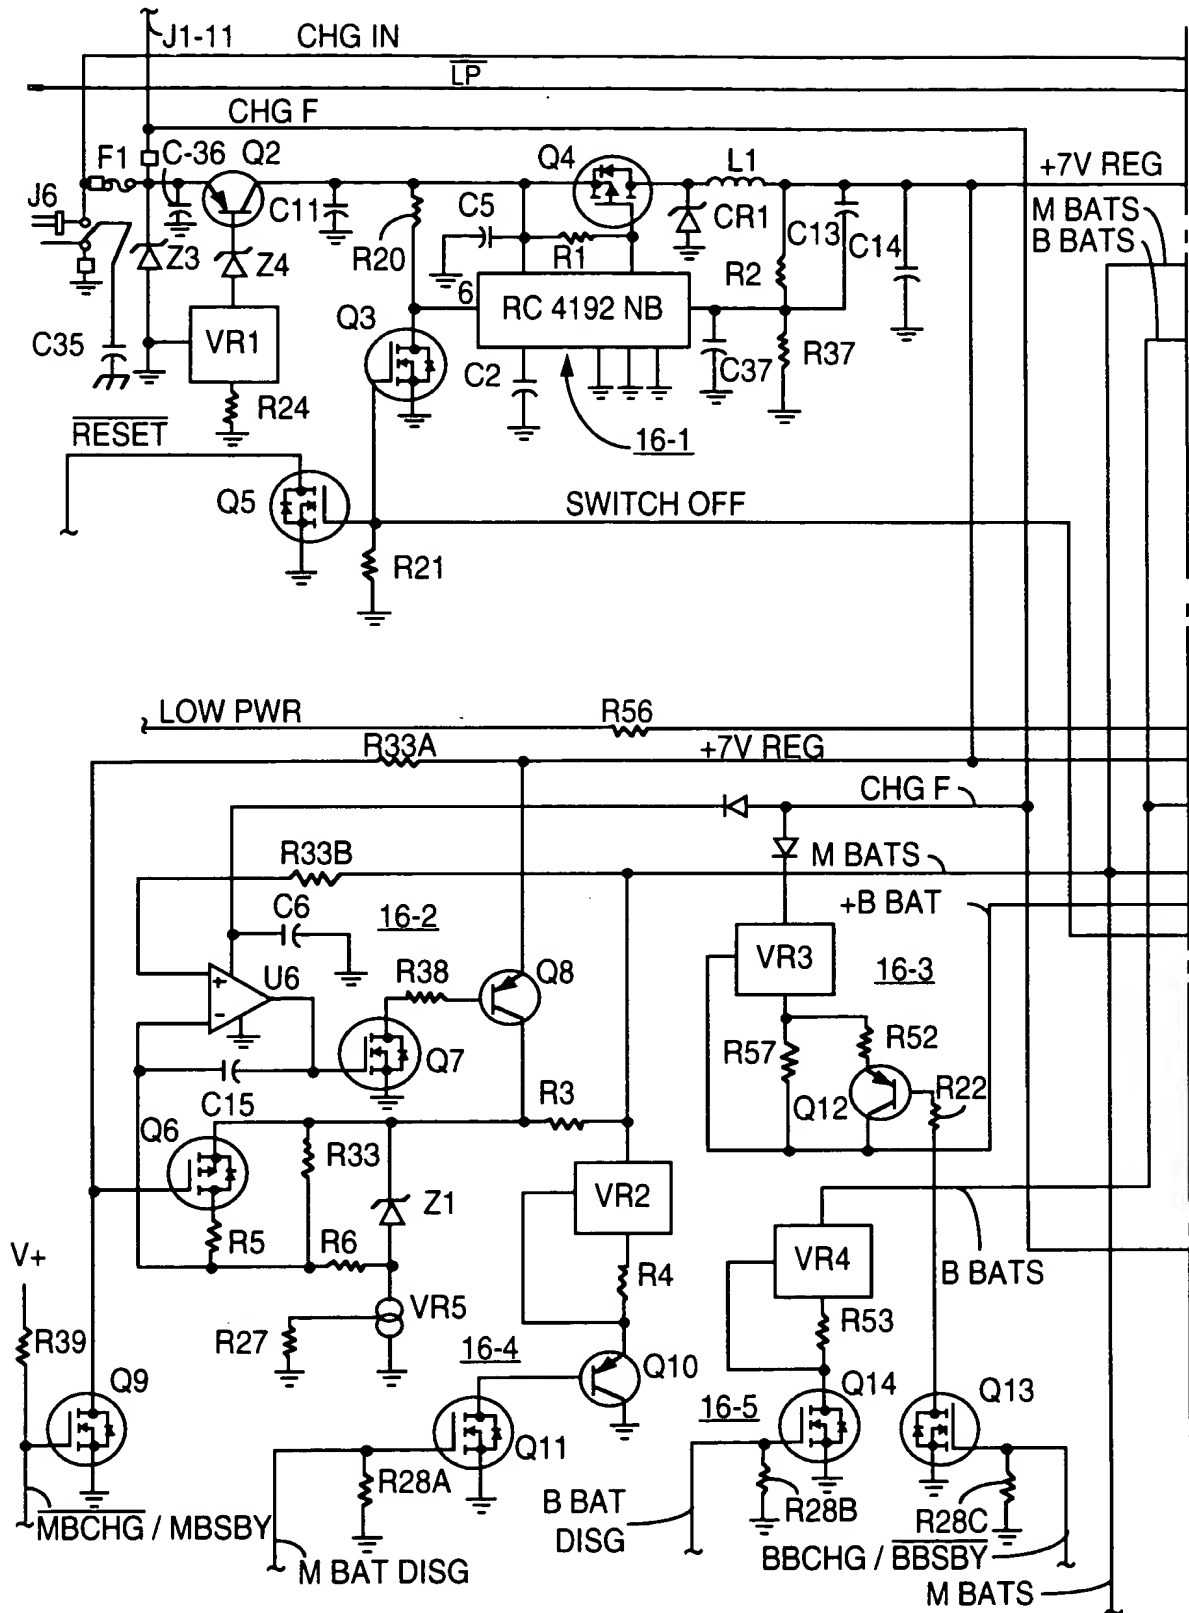 J1-11
CHG IN
LP
CHG F
F1
C-36
Q2
Q4
L1
+7V REG
J6
C11
C5
R20
R1
CR1
C13
C14
M BATS
B BATS
Z3
Z4
R2
6
RC 4192 NB
Q3
VR1
C35
C2
C37
R37
R24
16-1
RESET
Q5
SWITCH OFF
R21
LOW PWR
R56
R33A
+7V REG
CHG F
R33B
M BATS
C6
16-2
+B BAT
+
U6
-
R38
Q8
VR3
16-3
Q7
R57
R52
C15
R3
Q12
R22
Q6
R33
Z1
VR2
R5
R6
R4
VR4
B BATS
V+
VR5
R53
R39
R27
16-4
Q9
Q10
Q14
Q13
16-5
Q11
R28A
B BAT
DISG
R28B
R28C
MBCHG / MBSBY
M BAT DISG
BBCHG / BBSBY
M BATS